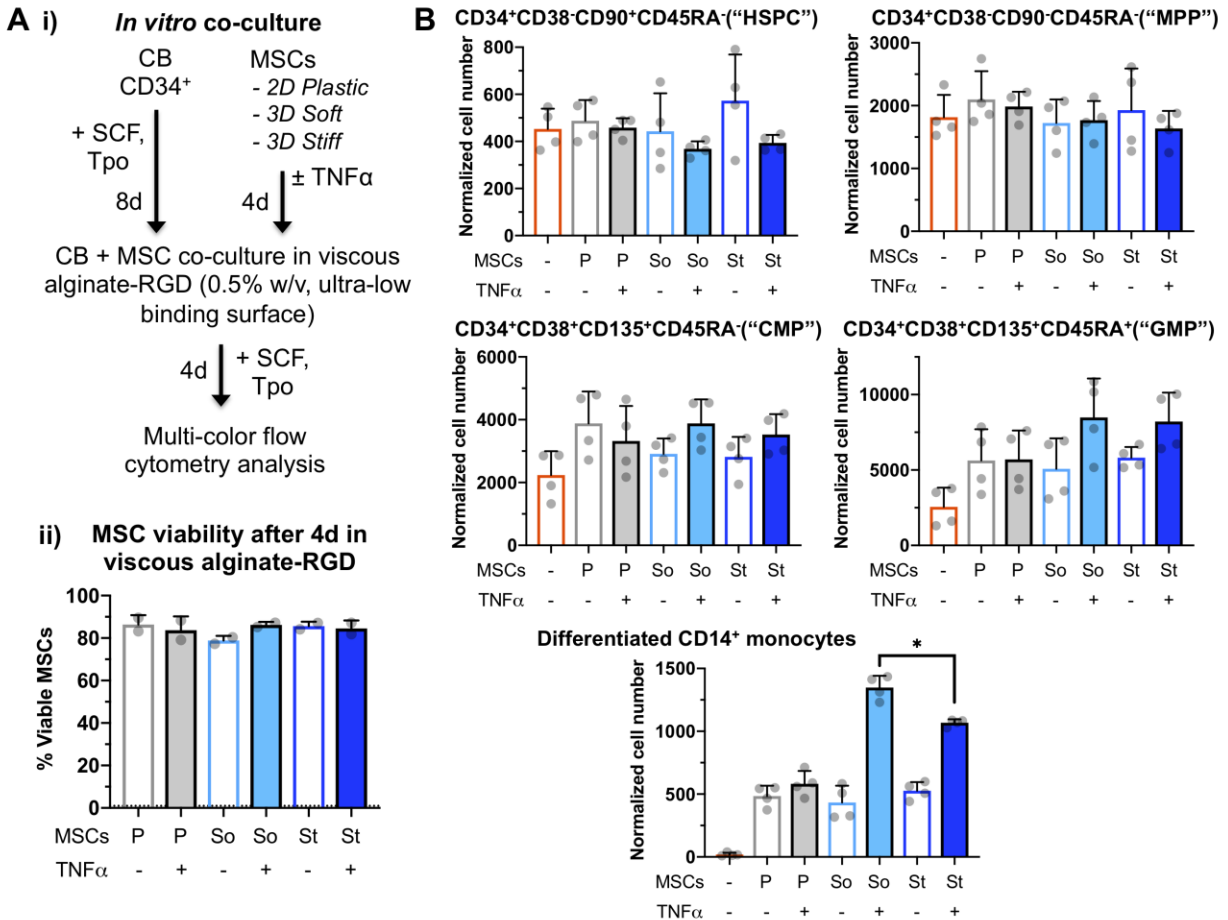 A i) In vitro co-culture
CB
CD34⁺
MSCs
- 2D Plastic
- 3D Soft
- 3D Stiff
+ SCF,
Tpo
± TNFα
8d
4d
CB + MSC co-culture in viscous
alginate-RGD (0.5% w/v, ultra-low
binding surface)
4d
+ SCF,
Tpo
Multi-color flow
cytometry analysis
ii) MSC viability after 4d in
viscous alginate-RGD
% Viable MSCs
100
80
60
40
20
0
MSCs P P So So St St
TNFα - + - + - +
B
CD34⁺CD38⁻CD90⁺CD45RA⁻(“HSPC”)
Normalized cell number
800
600
400
200
0
MSCs - P P So So St St
TNFα - - + - + - +
CD34⁺CD38⁻CD90⁻CD45RA⁻(“MPP”)
Normalized cell number
3000
2000
1000
0
MSCs - P P So So St St
TNFα - - + - + - +
CD34⁺CD38⁺CD135⁺CD45RA⁻(“CMP”)
Normalized cell number
6000
4000
2000
0
MSCs - P P So So St St
TNFα - - + - + - +
CD34⁺CD38⁺CD135⁺CD45RA⁺(“GMP”)
Normalized cell number
10000
5000
0
MSCs - P P So So St St
TNFα - - + - + - +
Differentiated CD14⁺ monocytes
Normalized cell number
1500
1000
500
0
*
MSCs - P P So So St St
TNFα - - + - + - +